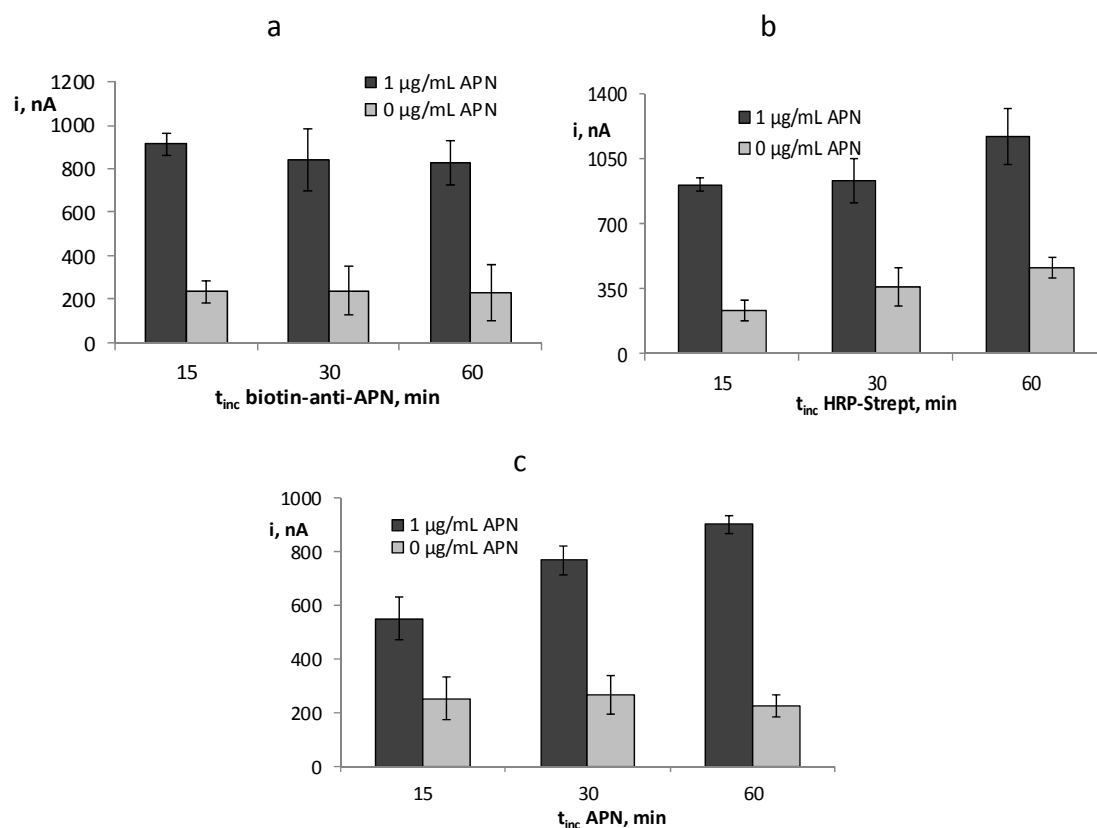 a
i, nA
1 µg/mL APN
0 µg/mL APN
1200
1000
800
600
400
200
0
15 30 60
tinc biotin-anti-APN, min
b
i, nA
1 µg/mL APN
0 µg/mL APN
1400
1050
700
350
0
15 30 60
tinc HRP-Strept, min
c
i, nA
1 µg/mL APN
0 µg/mL APN
1000
800
600
400
200
0
15 30 60
tinc APN, min